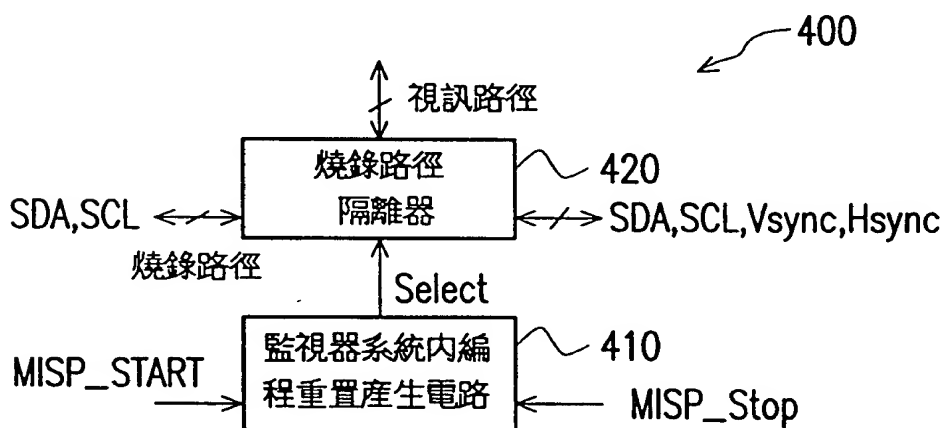 400
視訊路徑
燒錄路徑
隔離器
420
SDA,SCL
SDA,SCL,Vsync,Hsync
燒錄路徑
Select
監視器系統內編
程重置產生電路
410
MISP_START
MISP_Stop